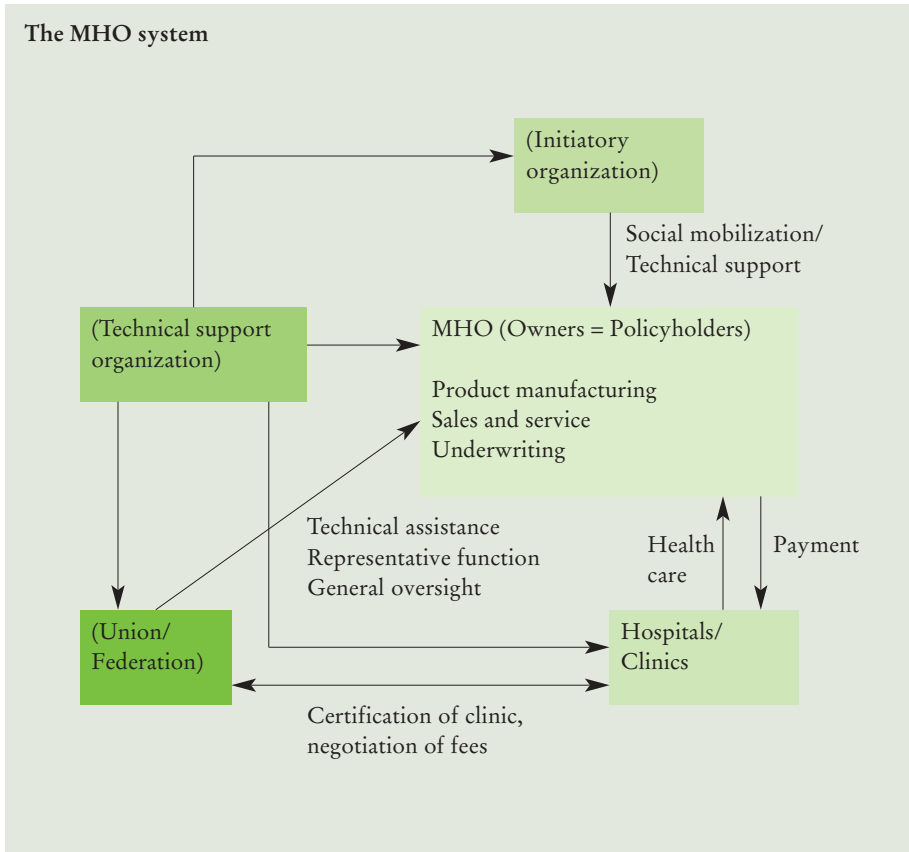 The MHO system
(Initiatory
organization)
Social mobilization/
Technical support
(Technical support
organization)
MHO (Owners = Policyholders)
Product manufacturing
Sales and service
Underwriting
Technical assistance
Representative function
General oversight
Health
care
Payment
(Union/
Federation)
Hospitals/
Clinics
Certification of clinic,
negotiation of fees